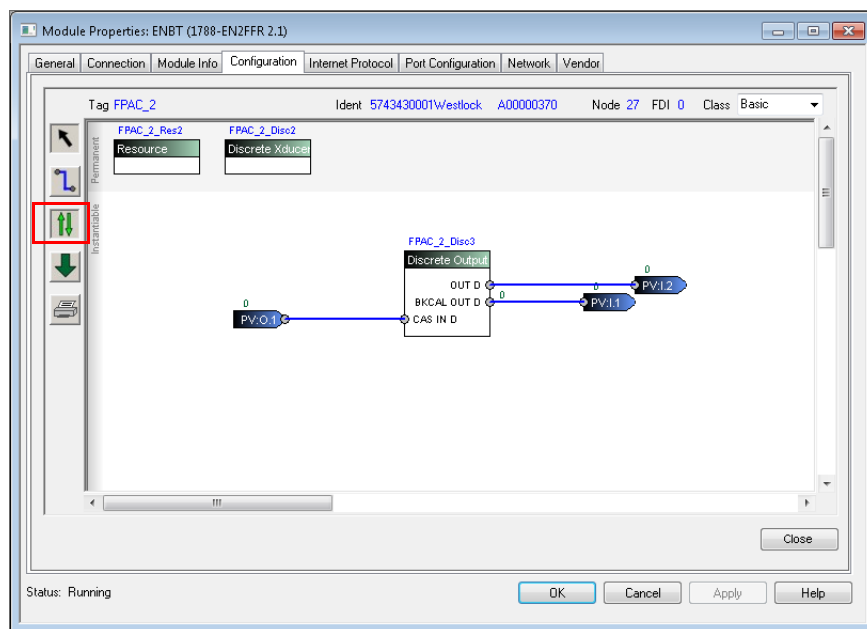 Module Properties: ENBT (1788-EN2FFR 2.1)
General Connection Module Info Configuration Internet Protocol Port Configuration Network Vendor
Tag FPAC_2 Ident 5743430001Westlock A00000370 Node 27 FDI 0 Class Basic
Permanent
FPAC_2_Res2 FPAC_2_Disc2
Resource Discrete Xducer
Instantiable
FPAC_2_Disc3
Discrete Output
OUT D
0
PV:I.2
BKCAL OUT D
0
0
PV:I.1
0
PV:O.1
CAS IN D
Close
Status: Running
OK Cancel Apply Help